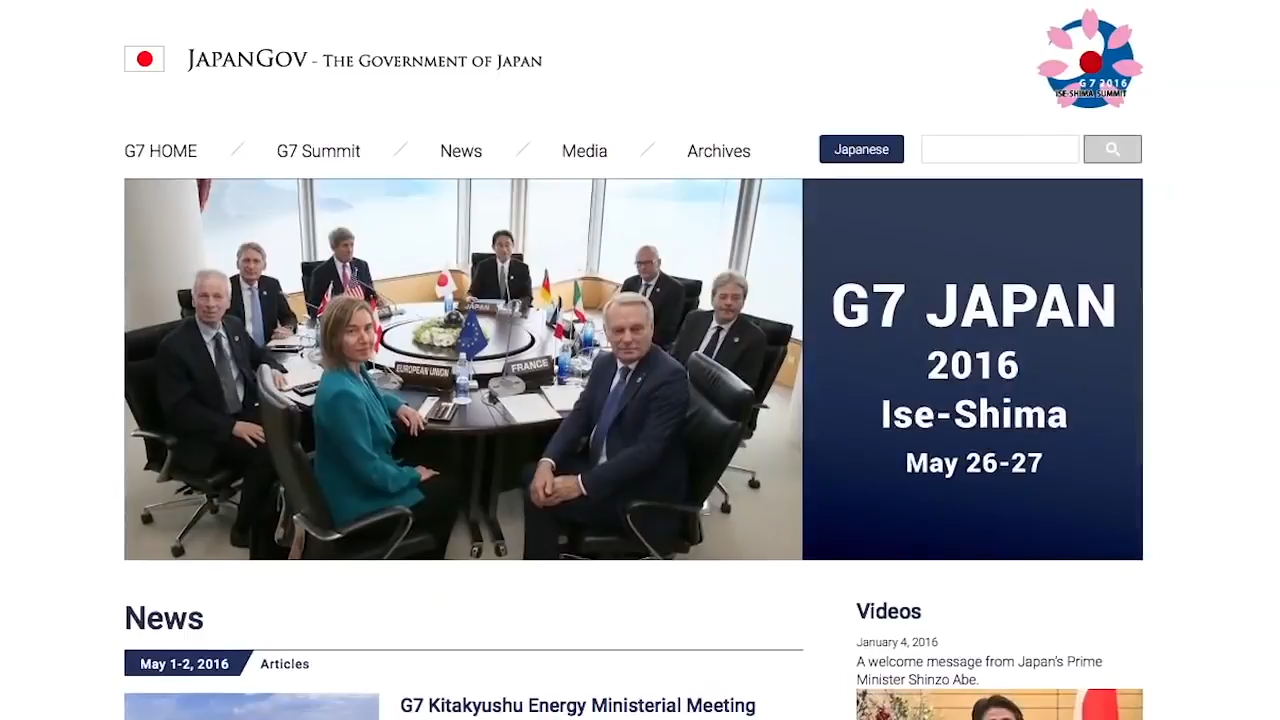 JAPANGOV - THE GOVERNMENT OF JAPAN
G7 2016
ISE-SHIMA SUMMIT
G7 HOME
G7 Summit
News
Media
Archives
Japanese
JAPAN
EUROPEAN UNION
FRANCE
G7 JAPAN
2016
Ise-Shima
May 26-27
News
May 1-2, 2016
Articles
G7 Kitakyushu Energy Ministerial Meeting
Videos
January 4, 2016
A welcome message from Japan's Prime
Minister Shinzo Abe.